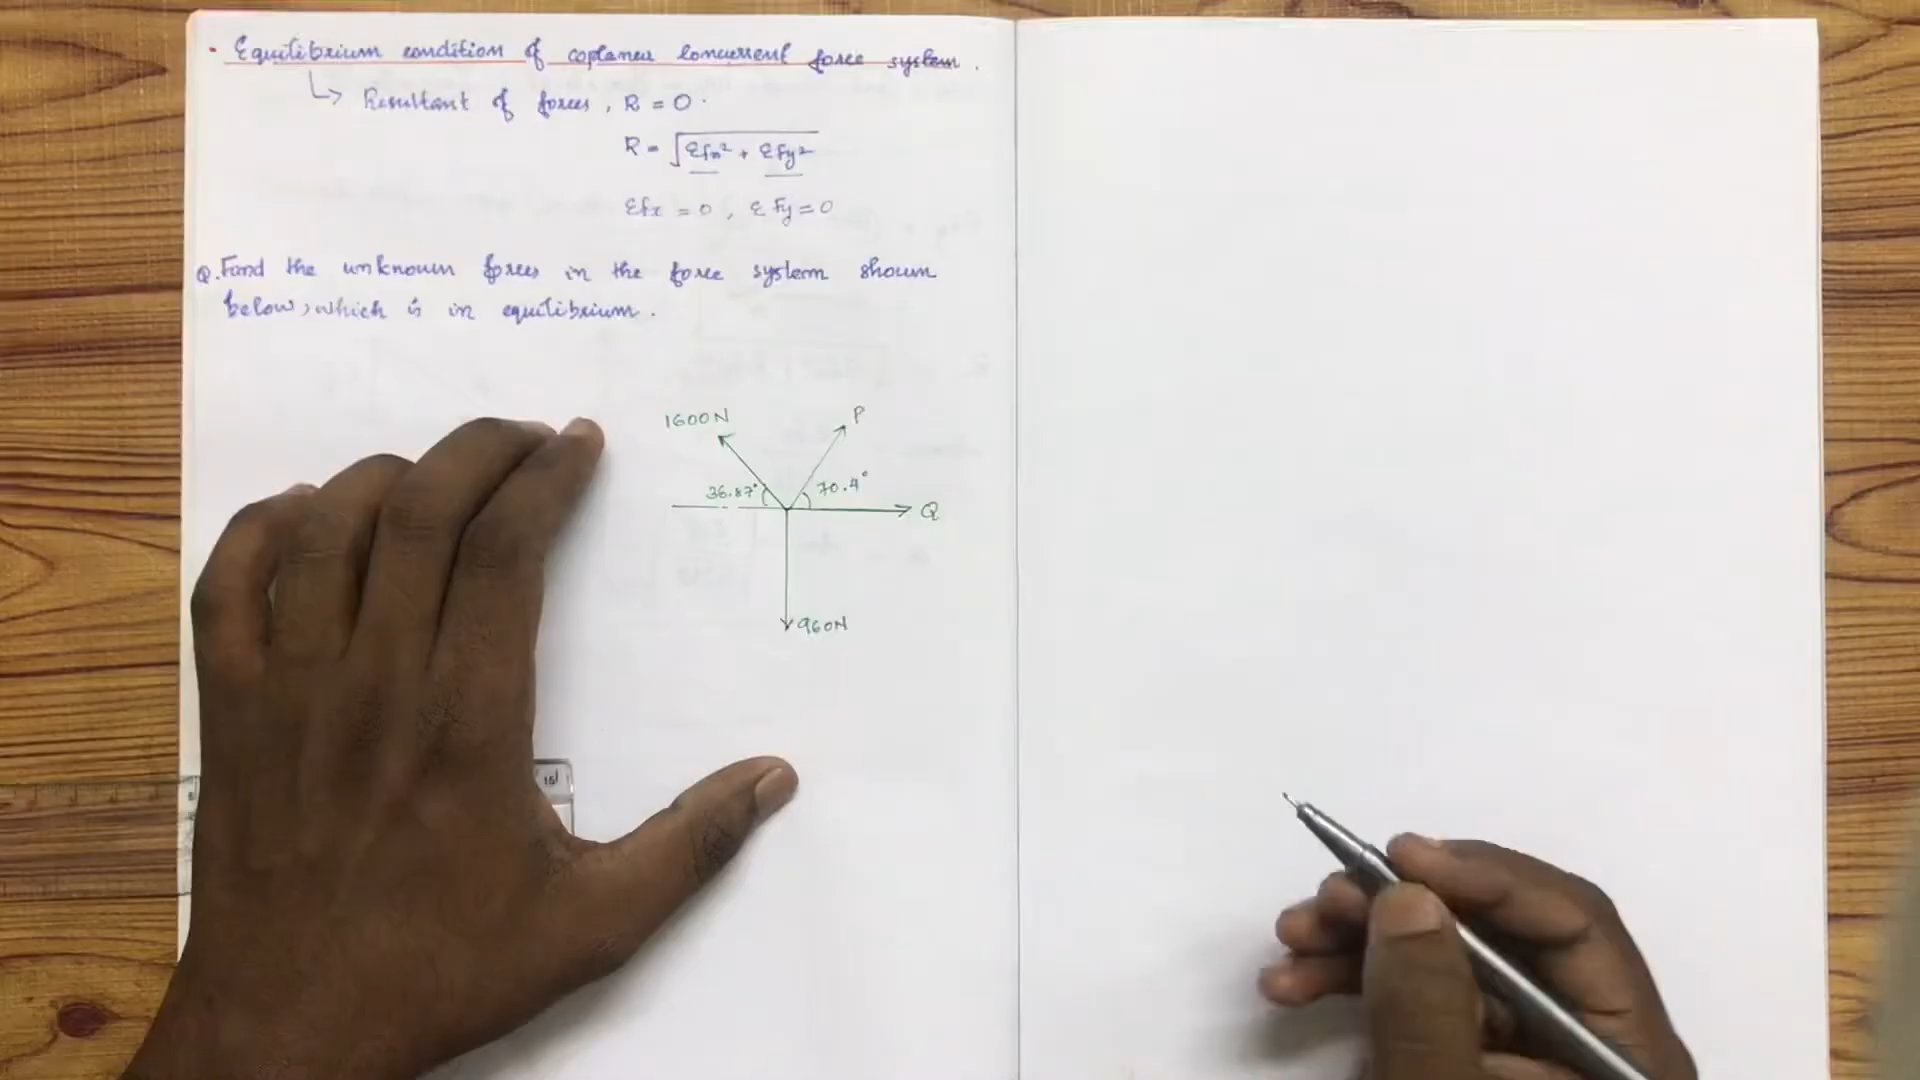 • Equilibrium condition of coplanar concurrent force system.
↳ Resultant of forces, R = 0.
R = √Σfx² + Σfy²
Σfx = 0, ΣFy = 0
Q. Find the unknown forces in the force system shown
below, which is in equilibrium.
1600N P
36.87° 70.4°
Q
960N